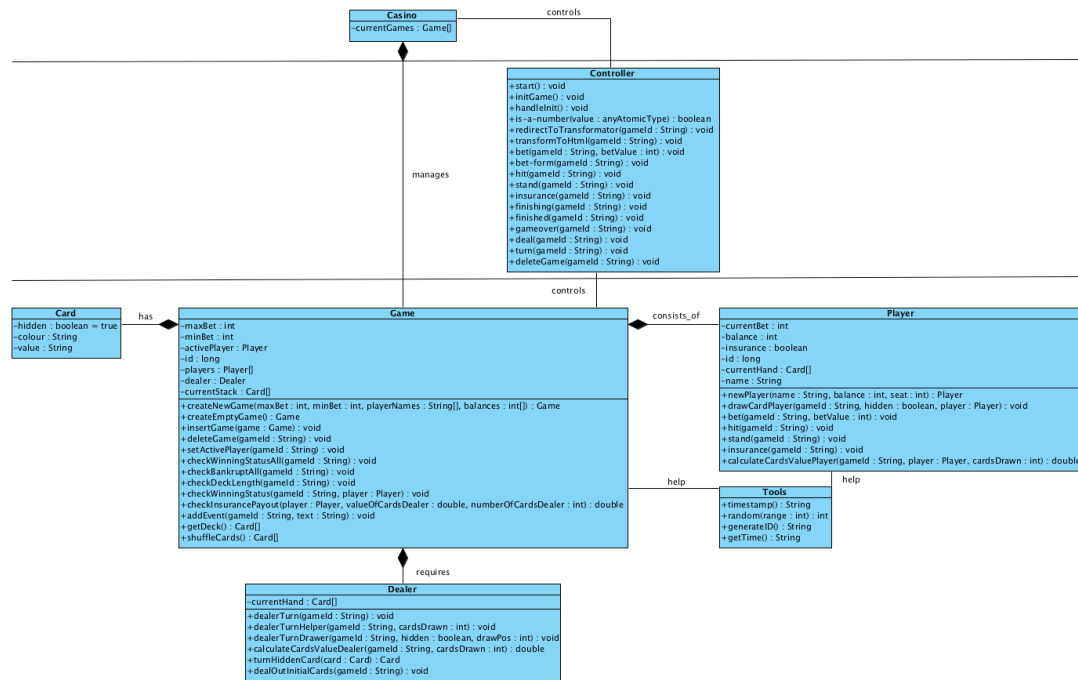 Casino
-currentGames : Game[]
controls
Controller
+start() : void
+initGame() : void
+handleInit() : void
+is-a-number(value : anyAtomicType) : boolean
+redirectToTransformator(gameId : String) : void
+transformToHtml(gameId : String) : void
+bet(gameId : String, betValue : int) : void
+bet-form(gameId : String) : void
+hit(gameId : String) : void
+stand(gameId : String) : void
+insurance(gameId : String) : void
+finishing(gameId : String) : void
+finished(gameId : String) : void
+gameover(gameId : String) : void
+deal(gameId : String) : void
+turn(gameId : String) : void
+deleteGame(gameId : String) : void
manages
controls
Card
-hidden : boolean = true
-colour : String
-value : String
has
Game
-maxBet : int
-minBet : int
-activePlayer : Player
-id : long
-players : Player[]
-dealer : Dealer
-currentStack : Card[]
+createNewGame(maxBet : int, minBet : int, playerNames : String[], balances : int[]) : Game
+createEmptyGame() : Game
+insertGame(game : Game) : void
+deleteGame(gameId : String) : void
+setActivePlayer(gameId : String) : void
+checkWinningStatusAll(gameId : String) : void
+checkBankruptAll(gameId : String) : void
+checkDeckLength(gameId : String) : void
+checkWinningStatus(gameId : String, player : Player) : void
+checkInsurancePayout(player : Player, valueOfCardsDealer : double, numberOfCardsDealer : int) : double
+addEvent(gameId : String, text : String) : void
+getDeck() : Card[]
+shuffleCards() : Card[]
consists_of
Player
-currentBet : int
-balance : int
-insurance : boolean
-id : long
-currentHand : Card[]
-name : String
+newPlayer(name : String, balance : int, seat : int) : Player
+drawCardPlayer(gameId : String, hidden : boolean, player : Player) : void
+bet(gameId : String, betValue : int) : void
+hit(gameId : String) : void
+stand(gameId : String) : void
+insurance(gameId : String) : void
+calculateCardsValuePlayer(gameId : String, player : Player, cardsDrawn : int) : double
help
help
Tools
+timestamp() : String
+random(range : int) : int
+generateID() : String
+getTime() : String
requires
Dealer
-currentHand : Card[]
+dealerTurn(gameId : String) : void
+dealerTurnHelper(gameId : String, cardsDrawn : int) : void
+dealerTurnDrawer(gameId : String, hidden : boolean, drawPos : int) : void
+calculateCardsValueDealer(gameId : String, cardsDrawn : int) : double
+turnHiddenCard(card : Card) : Card
+dealOutInitialCards(gameId : String) : void